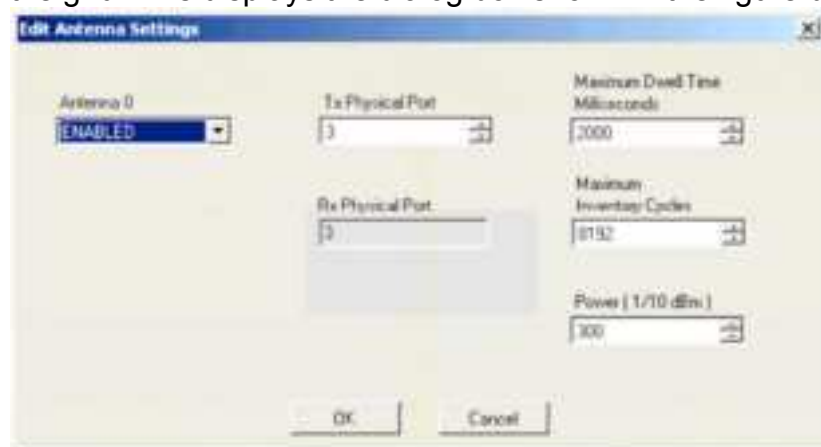 Edit Antenna Settings
Antenna 0
ENABLED
Tx Physical Port
3
Rx Physical Port
3
Maximum Dwell Time
Milliseconds
2000
Maximum
Inventory Cycles
8192
Power ( 1/10 dBm )
300
OK
Cancel